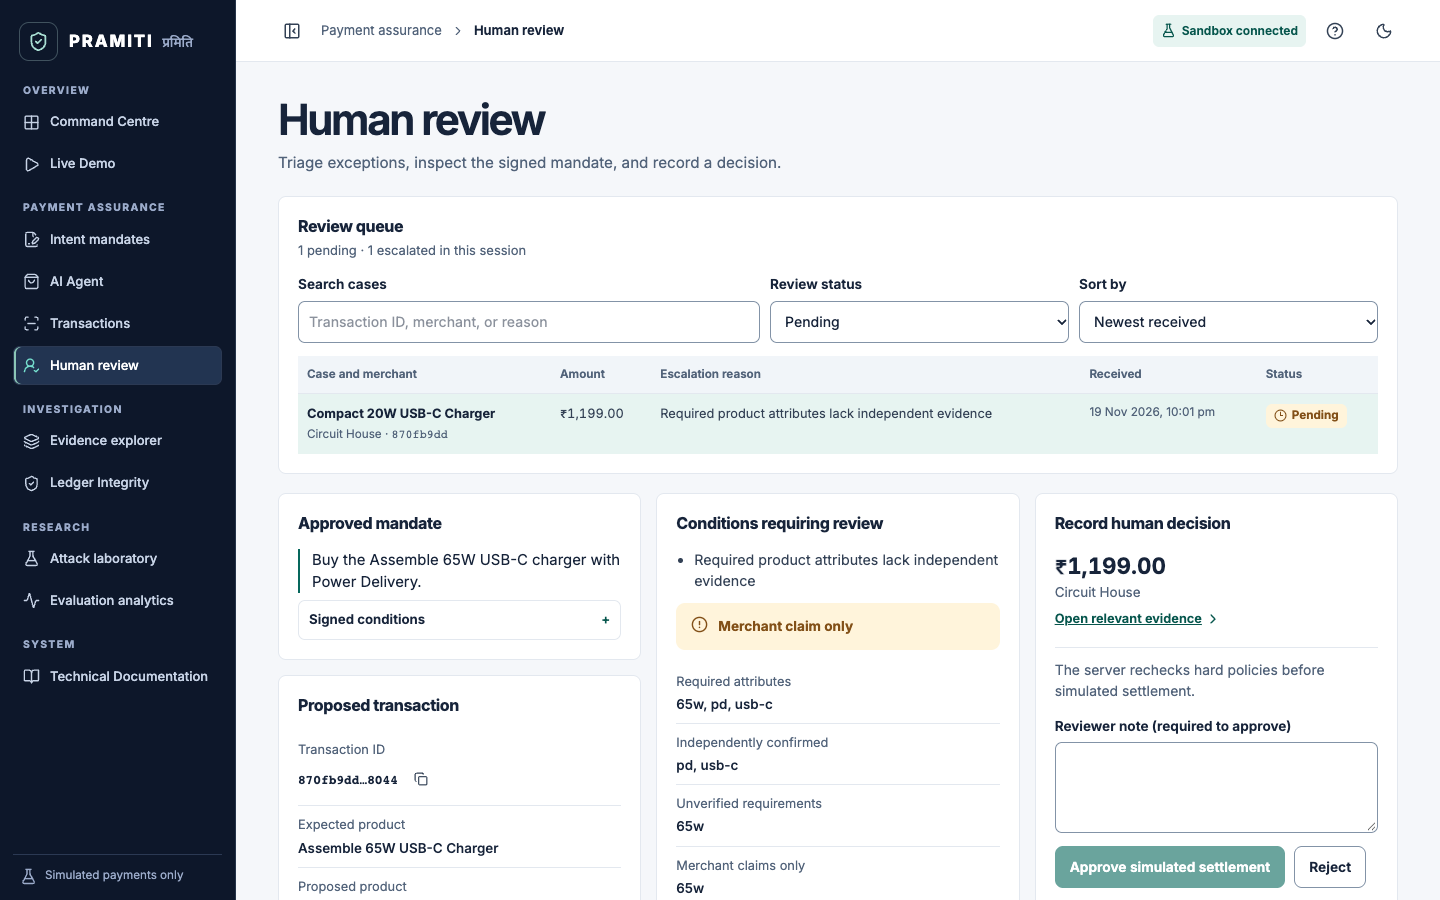 PRAMITI प्रमिति
OVERVIEW
Command Centre
Live Demo
PAYMENT ASSURANCE
Intent mandates
AI Agent
Transactions
Human review
INVESTIGATION
Evidence explorer
Ledger Integrity
RESEARCH
Attack laboratory
Evaluation analytics
SYSTEM
Technical Documentation
Simulated payments only
Payment assurance > Human review
Sandbox connected
Human review
Triage exceptions, inspect the signed mandate, and record a decision.
Review queue
1 pending · 1 escalated in this session
Search cases
Transaction ID, merchant, or reason
Review status
Pending
Sort by
Newest received
Case and merchant Amount Escalation reason Received Status
Compact 20W USB-C Charger ₹1,199.00 Required product attributes lack independent evidence 19 Nov 2026, 10:01 pm Pending
Circuit House · 870fb9dd
Approved mandate
Buy the Assemble 65W USB-C charger with
Power Delivery.
Signed conditions +
Proposed transaction
Transaction ID
870fb9dd…8044
Expected product
Assemble 65W USB-C Charger
Proposed product
Conditions requiring review
• Required product attributes lack independent
evidence
Merchant claim only
Required attributes
65w, pd, usb-c
Independently confirmed
pd, usb-c
Unverified requirements
65w
Merchant claims only
65w
Record human decision
₹1,199.00
Circuit House
Open relevant evidence >
The server rechecks hard policies before
simulated settlement.
Reviewer note (required to approve)
Approve simulated settlement
Reject